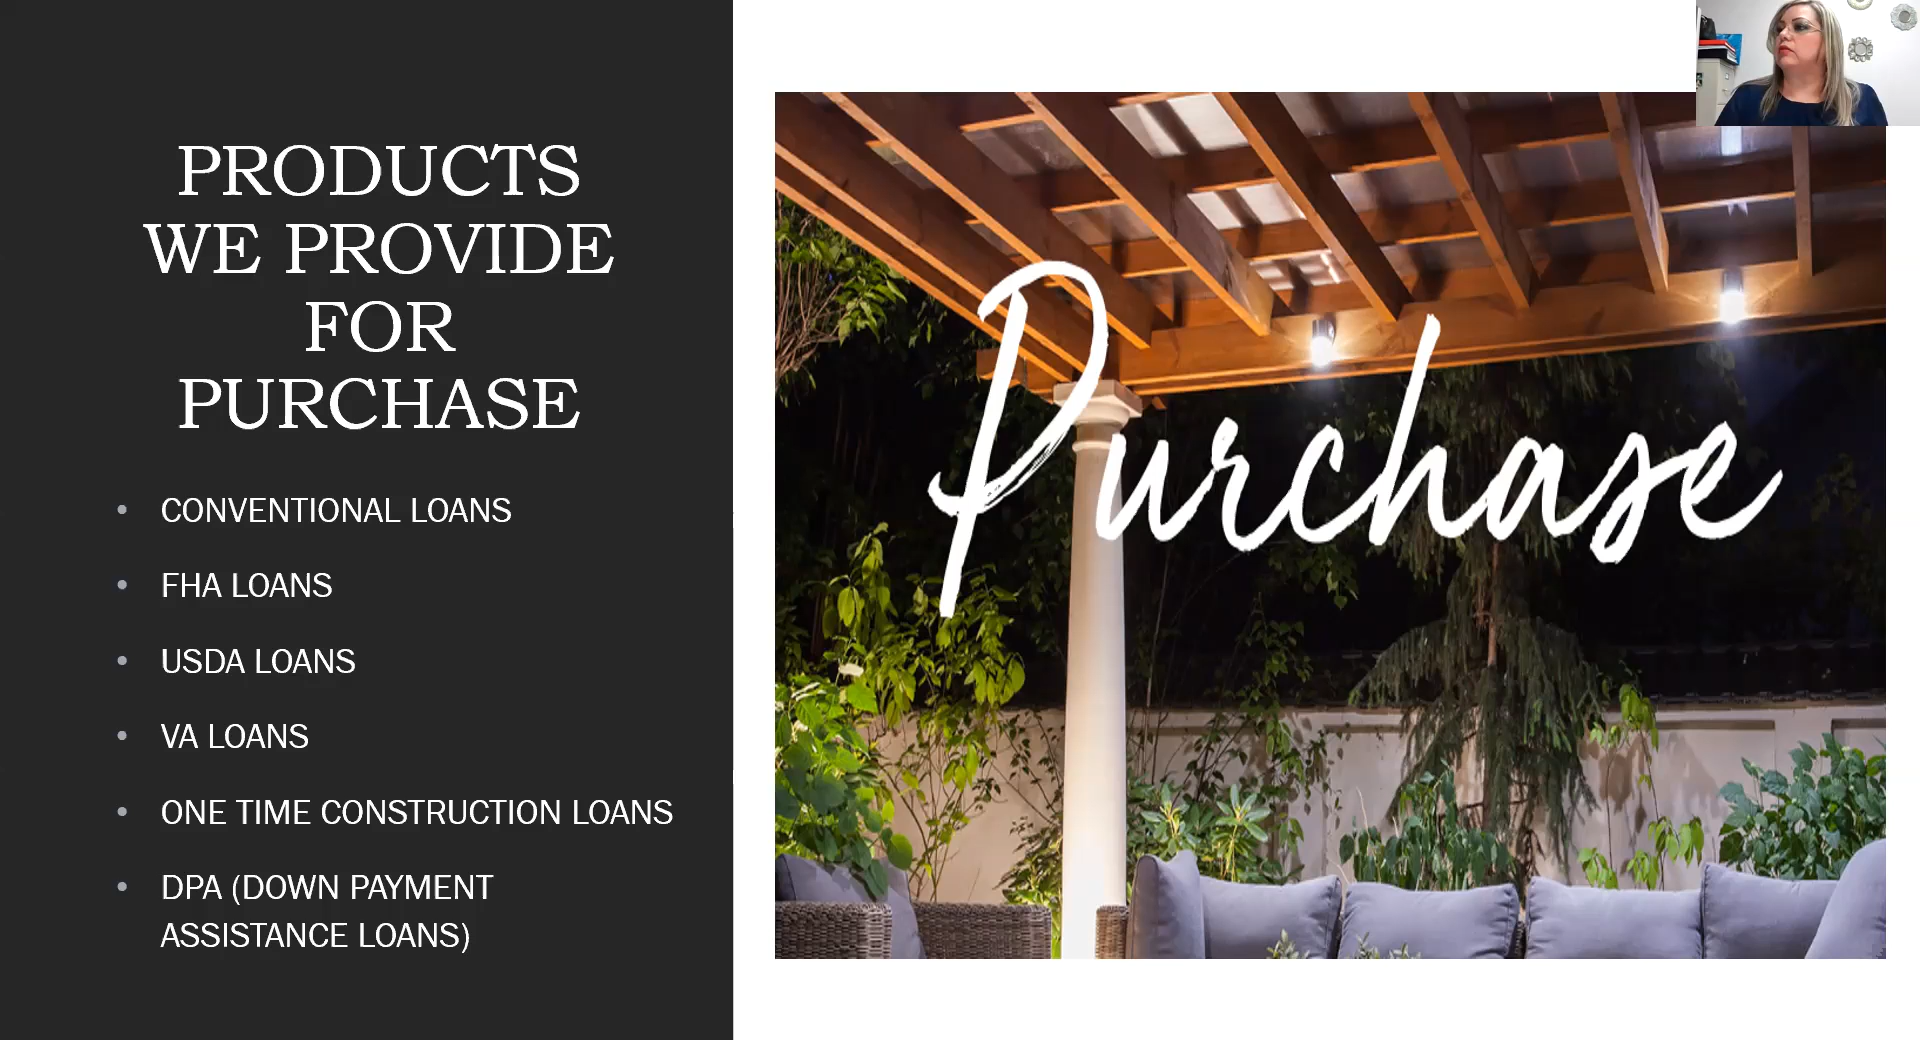 PRODUCTS
WE PROVIDE
FOR
PURCHASE
• CONVENTIONAL LOANS
• FHA LOANS
• USDA LOANS
• VA LOANS
• ONE TIME CONSTRUCTION LOANS
• DPA (DOWN PAYMENT
ASSISTANCE LOANS)
Purchase